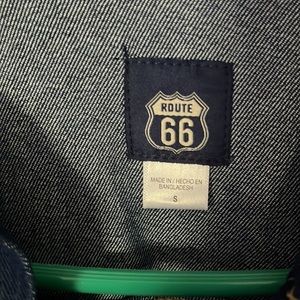 ROUTE
66
MADE IN / HECHO EN
BANGLADESH
S